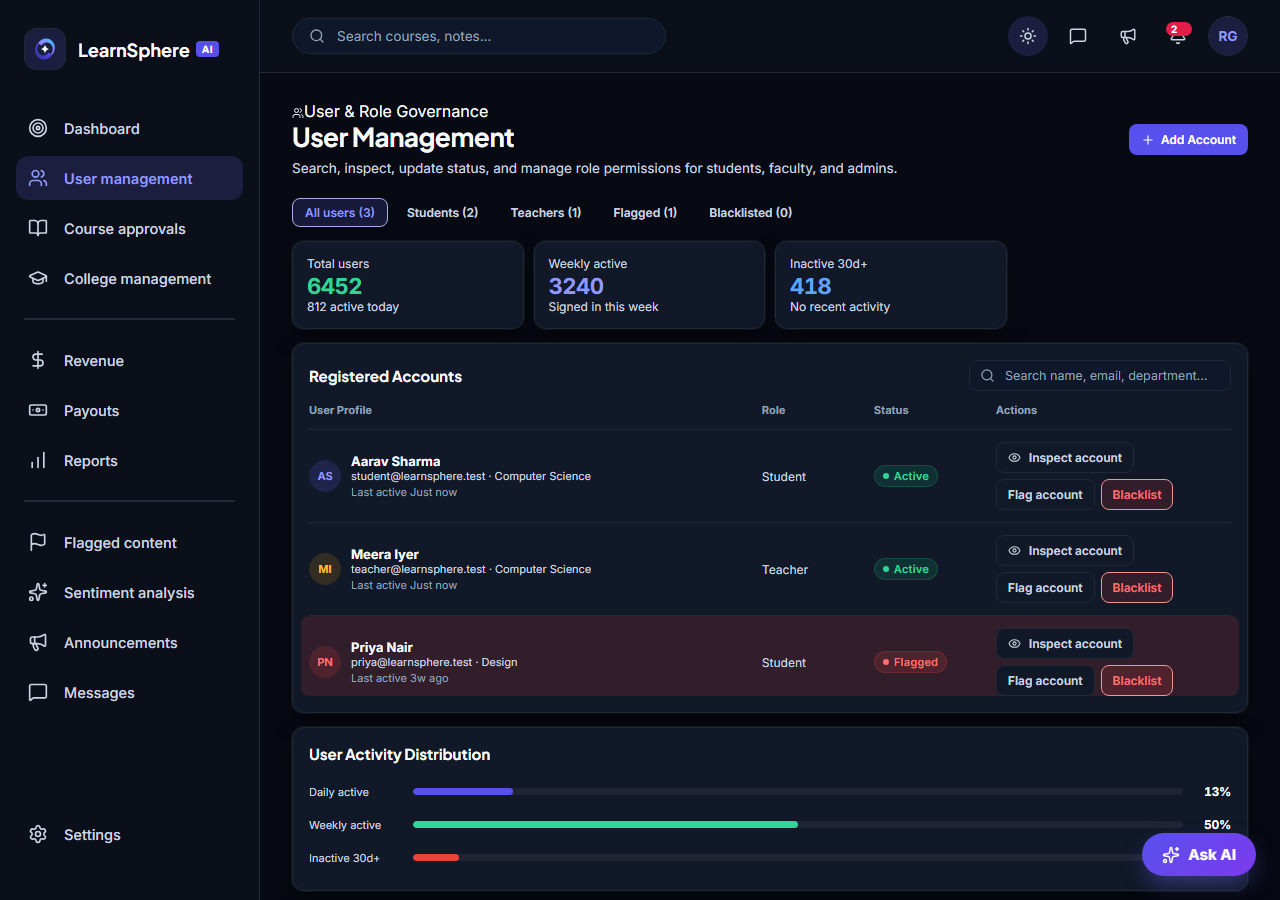 LearnSphere AI
Search courses, notes...
2
RG
Dashboard
User management
Course approvals
College management
Revenue
Payouts
Reports
Flagged content
Sentiment analysis
Announcements
Messages
Settings
User & Role Governance
User Management
Search, inspect, update status, and manage role permissions for students, faculty, and admins.
Add Account
All users (3) Students (2) Teachers (1) Flagged (1) Blacklisted (0)
Total users
6452
812 active today
Weekly active
3240
Signed in this week
Inactive 30d+
418
No recent activity
Registered Accounts
Search name, email, department...
User Profile Role Status Actions
AS
Aarav Sharma
student@learnsphere.test · Computer Science
Last active Just now
Student
Active
Inspect account
Flag account Blacklist
MI
Meera Iyer
teacher@learnsphere.test · Computer Science
Last active Just now
Teacher
Active
Inspect account
Flag account Blacklist
PN
Priya Nair
priya@learnsphere.test · Design
Last active 3w ago
Student
Flagged
Inspect account
Flag account Blacklist
User Activity Distribution
Daily active 13%
Weekly active 50%
Inactive 30d+
Ask AI